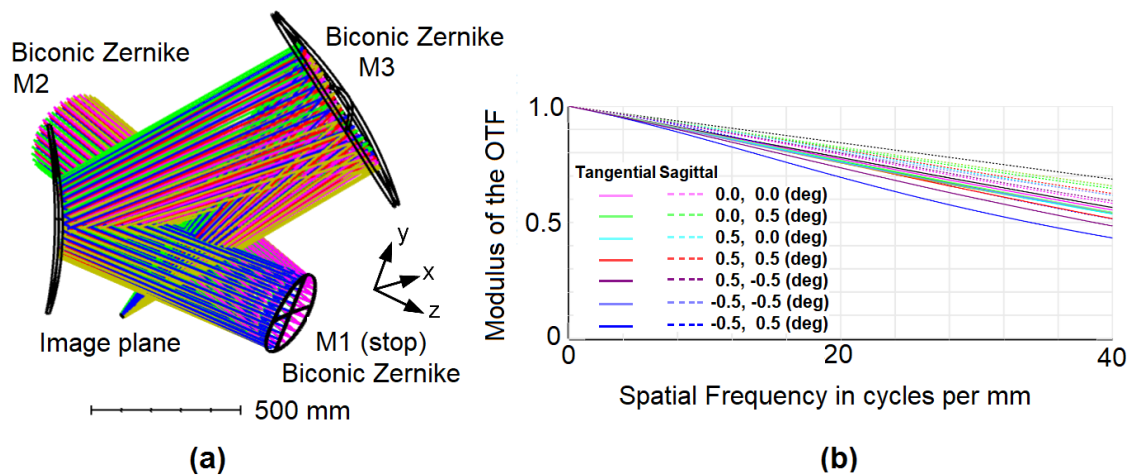 Biconic Zernike
M2
Biconic Zernike
M3
y
x
z
Image plane
M1 (stop)
Biconic Zernike
500 mm
(a)
Modulus of the OTF
1.0
0.5
0
Tangential Sagittal
0.0, 0.0 (deg)
0.0, 0.5 (deg)
0.5, 0.0 (deg)
0.5, 0.5 (deg)
0.5, -0.5 (deg)
-0.5, -0.5 (deg)
-0.5, 0.5 (deg)
0
20
40
Spatial Frequency in cycles per mm
(b)